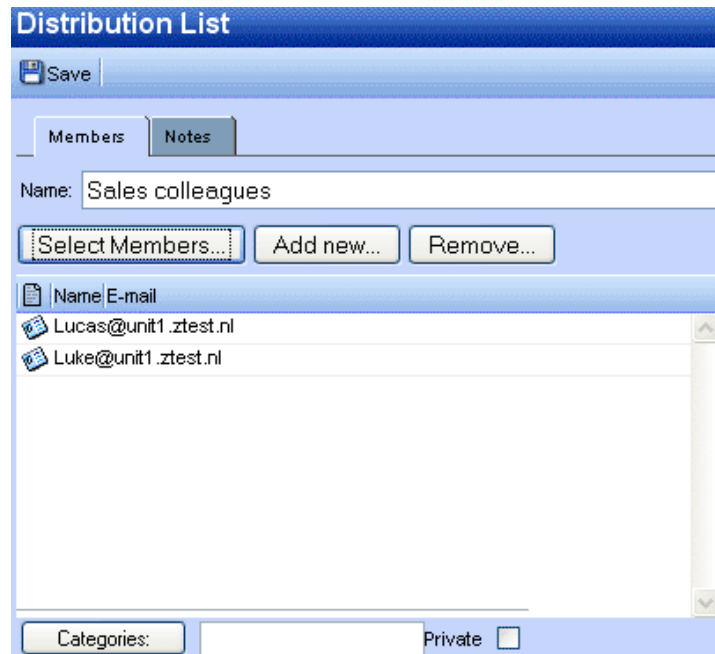 Distribution List
Save
Members Notes
Name: Sales colleagues
Select Members... Add new... Remove...
Name E-mail
Lucas@unit1.ztest.nl
Luke@unit1.ztest.nl
Categories: Private